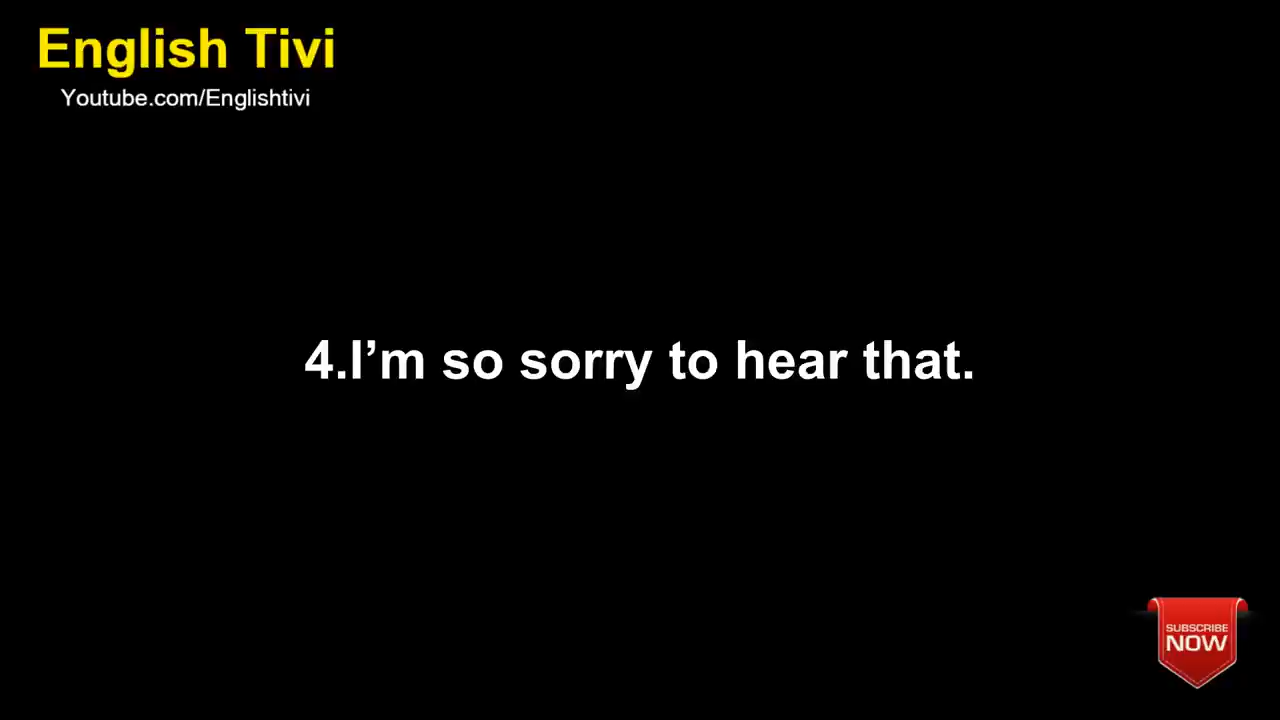 English Tivi
Youtube.com/Englishtivi
4.I’m so sorry to hear that.
SUBSCRIBE
NOW